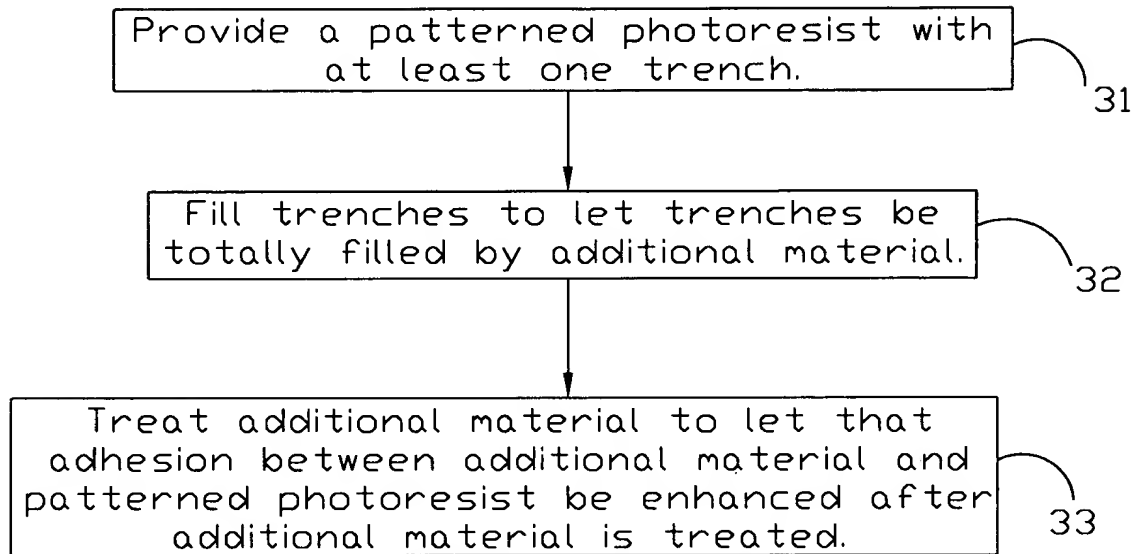 Provide a patterned photoresist with
at least one trench.
31
Fill trenches to let trenches be
totally filled by additional material.
32
Treat additional material to let that
adhesion between additional material and
patterned photoresist be enhanced after
additional material is treated.
33